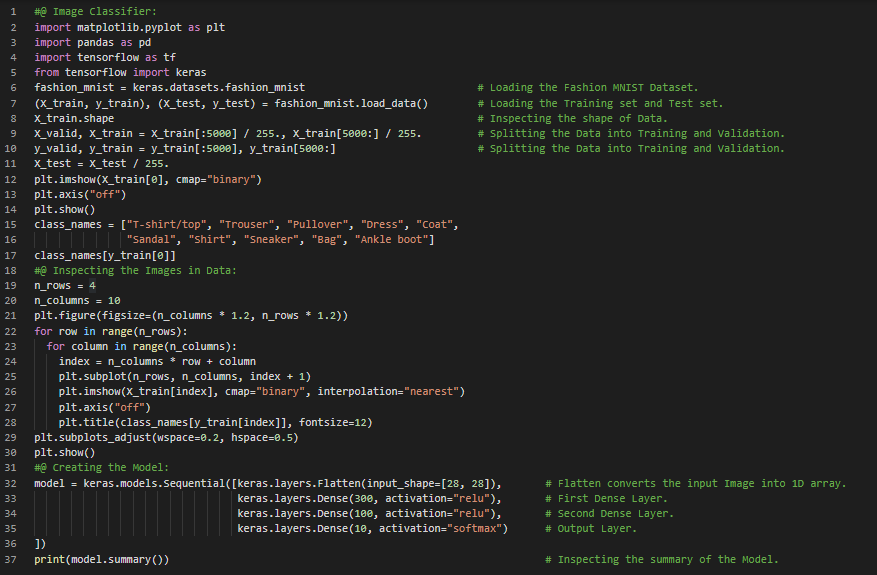 1 #@ Image Classifier:
2 import matplotlib.pyplot as plt
3 import pandas as pd
4 import tensorflow as tf
5 from tensorflow import keras
6 fashion_mnist = keras.datasets.fashion_mnist # Loading the Fashion MNIST Dataset.
7 (X_train, y_train), (X_test, y_test) = fashion_mnist.load_data() # Loading the Training set and Test set.
8 X_train.shape # Inspecting the shape of Data.
9 X_valid, X_train = X_train[:5000] / 255., X_train[5000:] / 255. # Splitting the Data into Training and Validation.
10 y_valid, y_train = y_train[:5000], y_train[5000:] # Splitting the Data into Training and Validation.
11 X_test = X_test / 255.
12 plt.imshow(X_train[0], cmap="binary")
13 plt.axis("off")
14 plt.show()
15 class_names = ["T-shirt/top", "Trouser", "Pullover", "Dress", "Coat",
16 "Sandal", "Shirt", "Sneaker", "Bag", "Ankle boot"]
17 class_names[y_train[0]]
18 #@ Inspecting the Images in Data:
19 n_rows = 4
20 n_columns = 10
21 plt.figure(figsize=(n_columns * 1.2, n_rows * 1.2))
22 for row in range(n_rows):
23 for column in range(n_columns):
24 index = n_columns * row + column
25 plt.subplot(n_rows, n_columns, index + 1)
26 plt.imshow(X_train[index], cmap="binary", interpolation="nearest")
27 plt.axis("off")
28 plt.title(class_names[y_train[index]], fontsize=12)
29 plt.subplots_adjust(wspace=0.2, hspace=0.5)
30 plt.show()
31 #@ Creating the Model:
32 model = keras.models.Sequential([keras.layers.Flatten(input_shape=[28, 28]), # Flatten converts the input Image into 1D array.
33 keras.layers.Dense(300, activation="relu"), # First Dense Layer.
34 keras.layers.Dense(100, activation="relu"), # Second Dense Layer.
35 keras.layers.Dense(10, activation="softmax") # Output Layer.
36 ])
37 print(model.summary()) # Inspecting the summary of the Model.